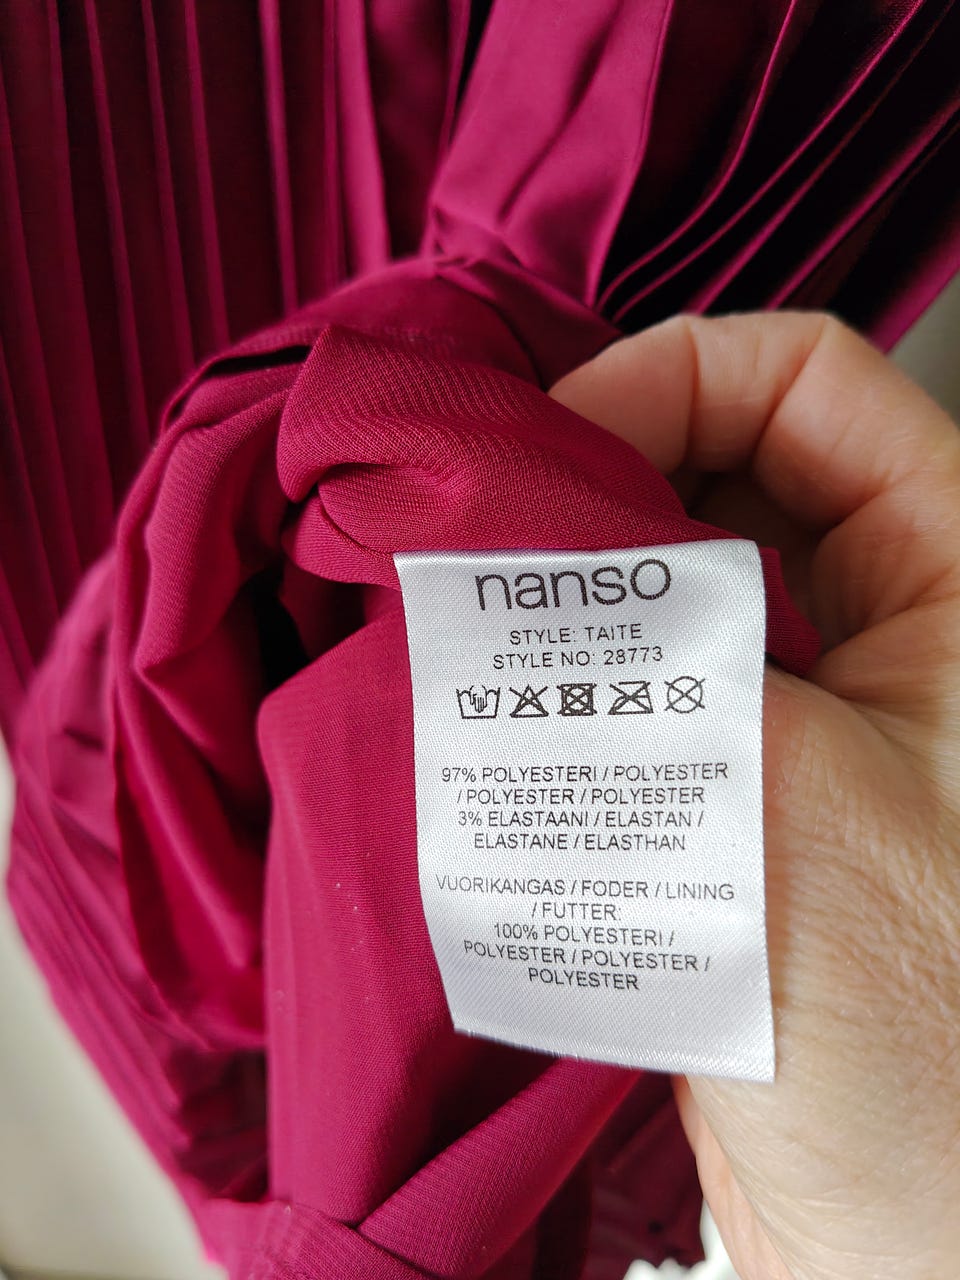 nanso
STYLE: TAITE
STYLE NO: 28773
97% POLYESTERI / POLYESTER
/ POLYESTER / POLYESTER
3% ELASTAANI / ELASTAN /
ELASTANE / ELASTHAN
VUORIKANGAS / FODER / LINING
/ FUTTER:
100% POLYESTERI /
POLYESTER / POLYESTER /
POLYESTER